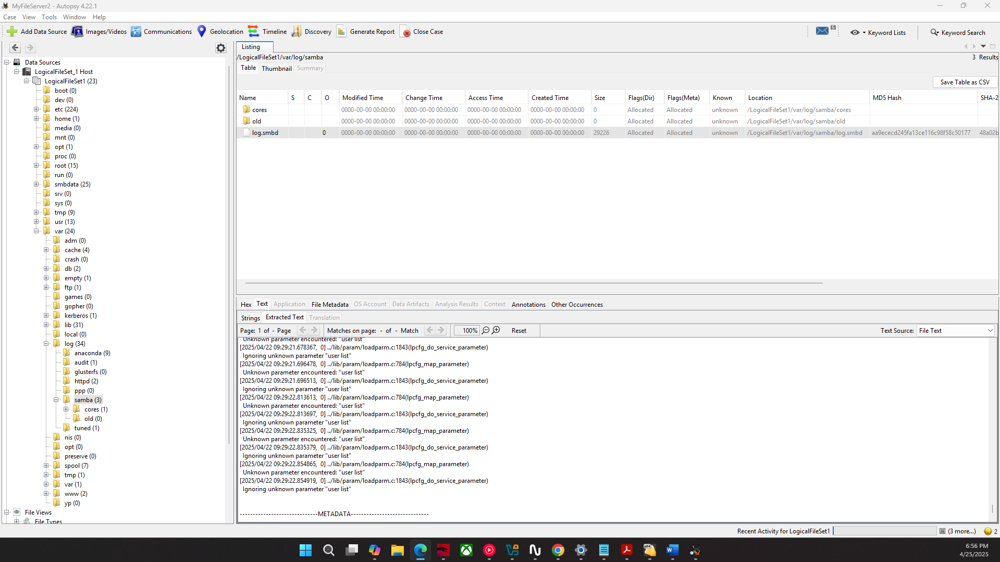 MyFileServer2 - Autopsy 4.22.1
Case View Tools Window Help
Add Data Source Images/Videos Communications Geolocation Timeline Discovery Generate Report Close Case 5 Keyword Lists Keyword Search
Data Sources
LogicalFileSet_1 Host
LogicalFileSet1 (23)
boot (0)
dev (0)
etc (224)
home (1)
media (0)
mnt (0)
opt (1)
proc (0)
root (15)
run (0)
smbdata (25)
srv (0)
sys (0)
tmp (9)
usr (13)
var (24)
adm (0)
cache (4)
crash (0)
db (2)
empty (1)
ftp (1)
games (0)
gopher (0)
kerberos (1)
lib (31)
local (0)
log (34)
anaconda (9)
audit (1)
glusterfs (0)
httpd (2)
ppp (0)
samba (3)
cores (1)
old (0)
tuned (1)
nis (0)
opt (0)
preserve (0)
spool (7)
tmp (1)
var (1)
www (2)
yp (0)
File Views
File Types
Listing
/LogicalFileSet1/var/log/samba
3 Results
Table Thumbnail Summary
Save Table as CSV
Name S C O Modified Time Change Time Access Time Created Time Size Flags(Dir) Flags(Meta) Known Location MD5 Hash SHA-2
cores 0000-00-00 00:00:00 0000-00-00 00:00:00 0000-00-00 00:00:00 0000-00-00 00:00:00 0 Allocated Allocated unknown /LogicalFileSet1/var/log/samba/cores
old 0000-00-00 00:00:00 0000-00-00 00:00:00 0000-00-00 00:00:00 0000-00-00 00:00:00 0 Allocated Allocated unknown /LogicalFileSet1/var/log/samba/old
log.smbd 0 0000-00-00 00:00:00 0000-00-00 00:00:00 0000-00-00 00:00:00 0000-00-00 00:00:00 29226 Allocated Allocated unknown /LogicalFileSet1/var/log/samba/log.smbd aa9ececd245fa13ce116c98f58c50177 48a02b
Hex Text Application File Metadata OS Account Data Artifacts Analysis Results Context Annotations Other Occurrences
Strings Extracted Text Translation
Page: 1 of - Page Matches on page: - of - Match 100% Reset Text Source: File Text
Unknown parameter encountered: "user list"
[2025/04/22 09:29:21.678367, 0] ../lib/param/loadparm.c:1843(lpcfg_do_service_parameter)
Ignoring unknown parameter "user list"
[2025/04/22 09:29:21.696478, 0] ../lib/param/loadparm.c:784(lpcfg_map_parameter)
Unknown parameter encountered: "user list"
[2025/04/22 09:29:21.696513, 0] ../lib/param/loadparm.c:1843(lpcfg_do_service_parameter)
Ignoring unknown parameter "user list"
[2025/04/22 09:29:22.813613, 0] ../lib/param/loadparm.c:784(lpcfg_map_parameter)
Unknown parameter encountered: "user list"
[2025/04/22 09:29:22.813697, 0] ../lib/param/loadparm.c:1843(lpcfg_do_service_parameter)
Ignoring unknown parameter "user list"
[2025/04/22 09:29:22.835325, 0] ../lib/param/loadparm.c:784(lpcfg_map_parameter)
Unknown parameter encountered: "user list"
[2025/04/22 09:29:22.835379, 0] ../lib/param/loadparm.c:1843(lpcfg_do_service_parameter)
Ignoring unknown parameter "user list"
[2025/04/22 09:29:22.854865, 0] ../lib/param/loadparm.c:784(lpcfg_map_parameter)
Unknown parameter encountered: "user list"
[2025/04/22 09:29:22.854919, 0] ../lib/param/loadparm.c:1843(lpcfg_do_service_parameter)
Ignoring unknown parameter "user list"
------------------------------METADATA------------------------------
Recent Activity for LogicalFileSet1 (3 more...) 2
6:56 PM
4/25/2025